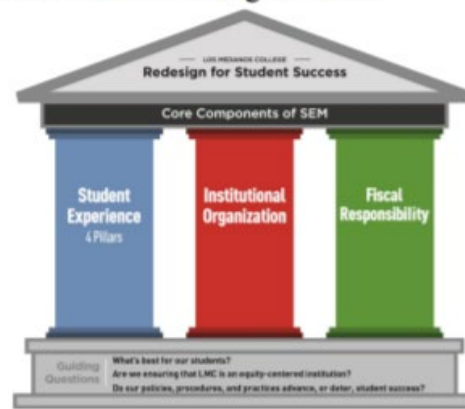 LOS MEDANOS COLLEGE
Redesign for Student Success
Core Components of SEM
Student
Experience
4 Pillars
Institutional
Organization
Fiscal
Responsibility
Guiding
Questions
What's best for our students?
Are we ensuring that LMC is an equity-centered institution?
Do our policies, procedures, and practices advance, or deter, student success?